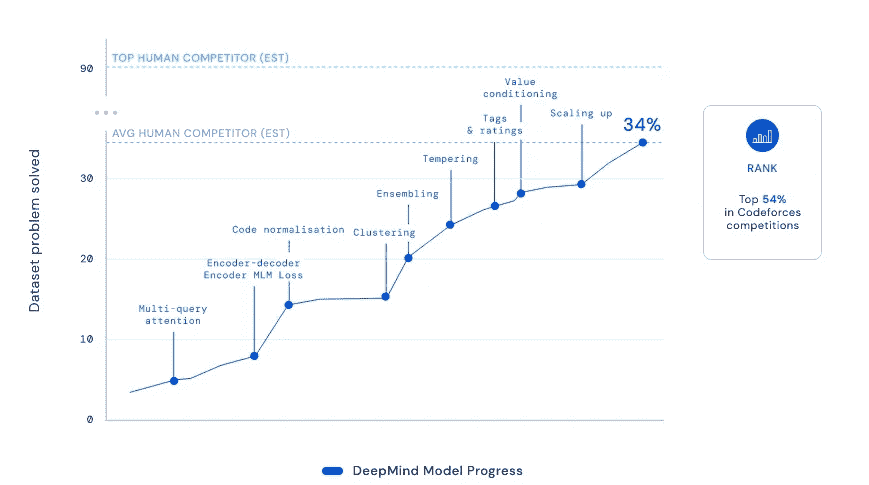 TOP HUMAN COMPETITOR (EST)
90
Value
conditioning
Tags
& ratings
Scaling up
34%
AVG HUMAN COMPETITOR (EST)
Tempering
30
Ensembling
Code normalisation
Clustering
20
Encoder-decoder
Encoder MLM Loss
Multi-query
attention
10
0
Dataset problem solved
DeepMind Model Progress
RANK
Top 54%
in Codeforces
competitions